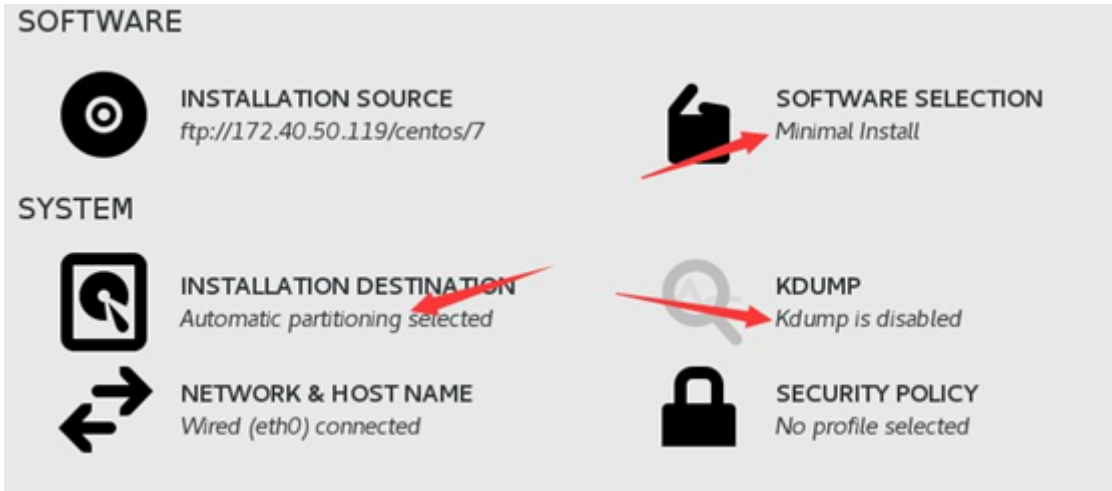 SOFTWARE
INSTALLATION SOURCE
ftp://172.40.50.119/centos/7
SOFTWARE SELECTION
Minimal Install
SYSTEM
INSTALLATION DESTINATION
Automatic partitioning selected
KDUMP
Kdump is disabled
NETWORK & HOST NAME
Wired (eth0) connected
SECURITY POLICY
No profile selected